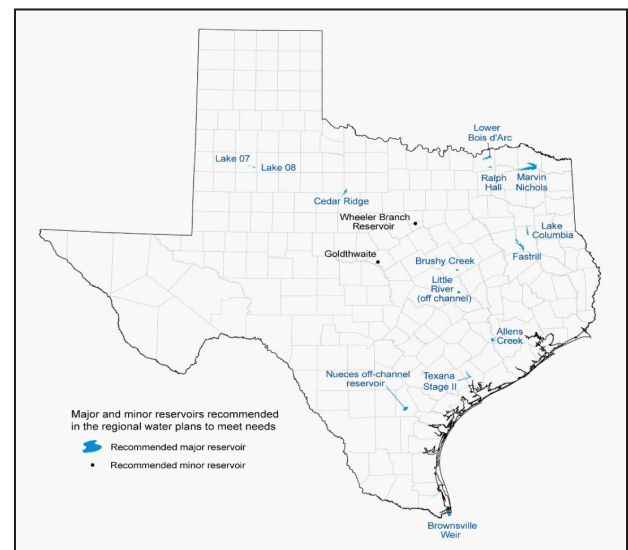 Lower
Bois d'Arc
Lake 07
Lake 08
Ralph
Hall
Marvin
Nichols
Cedar Ridge
Wheeler Branch
Reservoir
Lake
Columbia
Goldthwaite
Fastrill
Brushy Creek
Little
River
(off channel)
Allens
Creek
Nueces off-channel
reservoir
Texana
Stage II
Major and minor reservoirs recommended
in the regional water plans to meet needs
Recommended major reservoir
Recommended minor reservoir
Brownsville
Weir